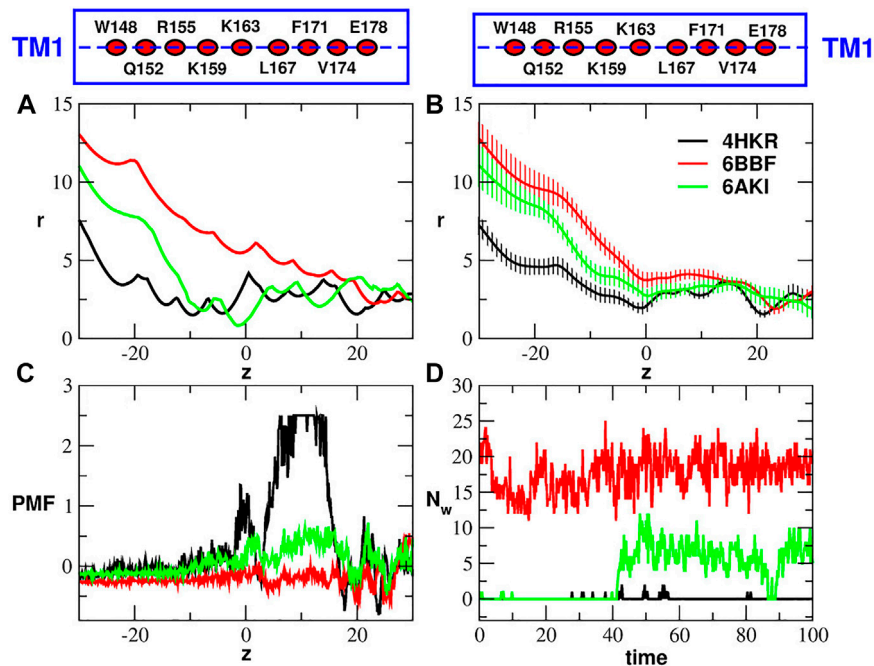 W148 R155 K163 F171 E178
TM1
Q152 K159 L167 V174
W148 R155 K163 F171 E178
TM1
Q152 K159 L167 V174
A
15
10
r
5
0
-20 0 20
z
B
15
10
r
5
0
-20 0 20
z
4HKR
6BBF
6AKI
C
3
2
PMF
1
0
-20 0 20
z
D
30
25
20
15
Nw
10
5
0
0 20 40 60 80 100
time